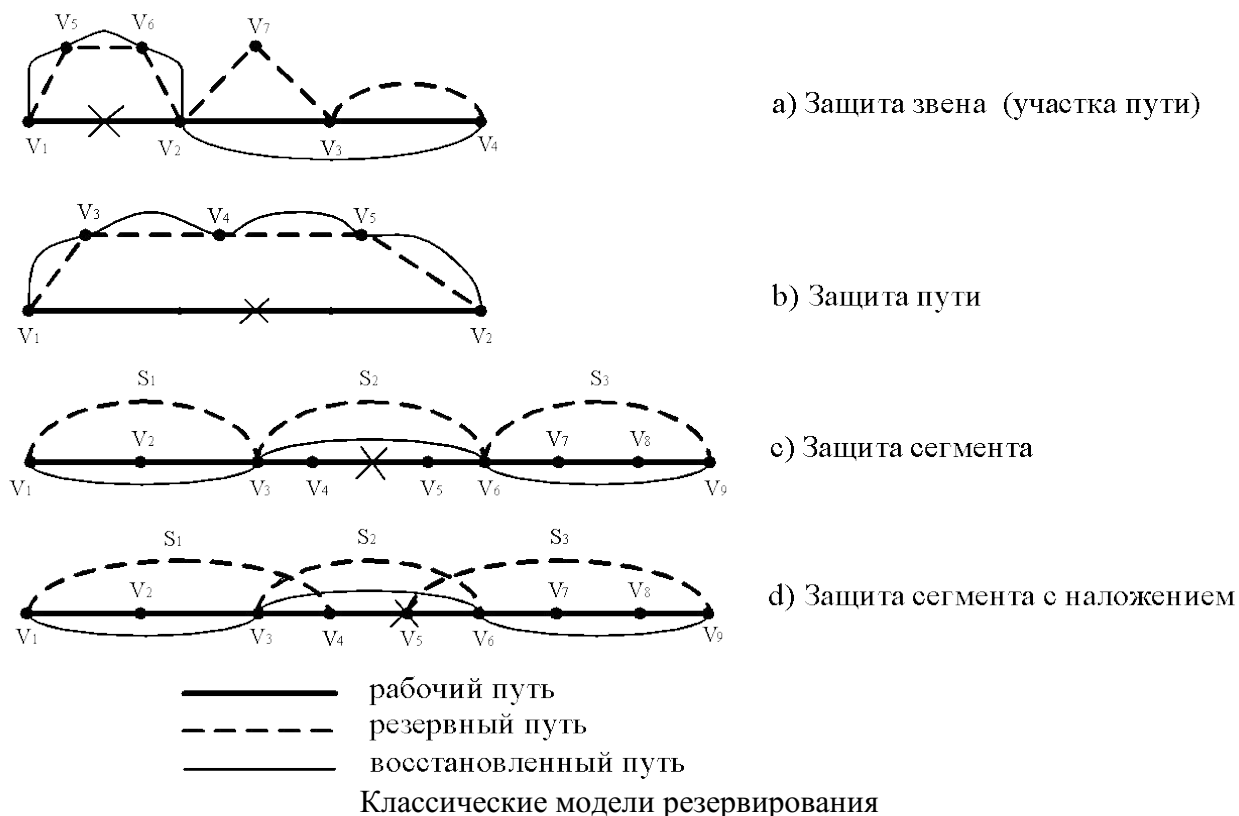 V5 V6 V7
a) Защита звена (участка пути)
V1 V2 V3 V4
V3 V4 V5
b) Защита пути
V1 V2
S1 S2 S3
V2 V7 V8
c) Защита сегмента
V1 V3 V4 V5 V6 V9
S1 S2 S3
V2 V7 V8
d) Защита сегмента с наложением
V1 V3 V4 V5 V6 V9
рабочий путь
резервный путь
восстановленный путь
Классические модели резервирования